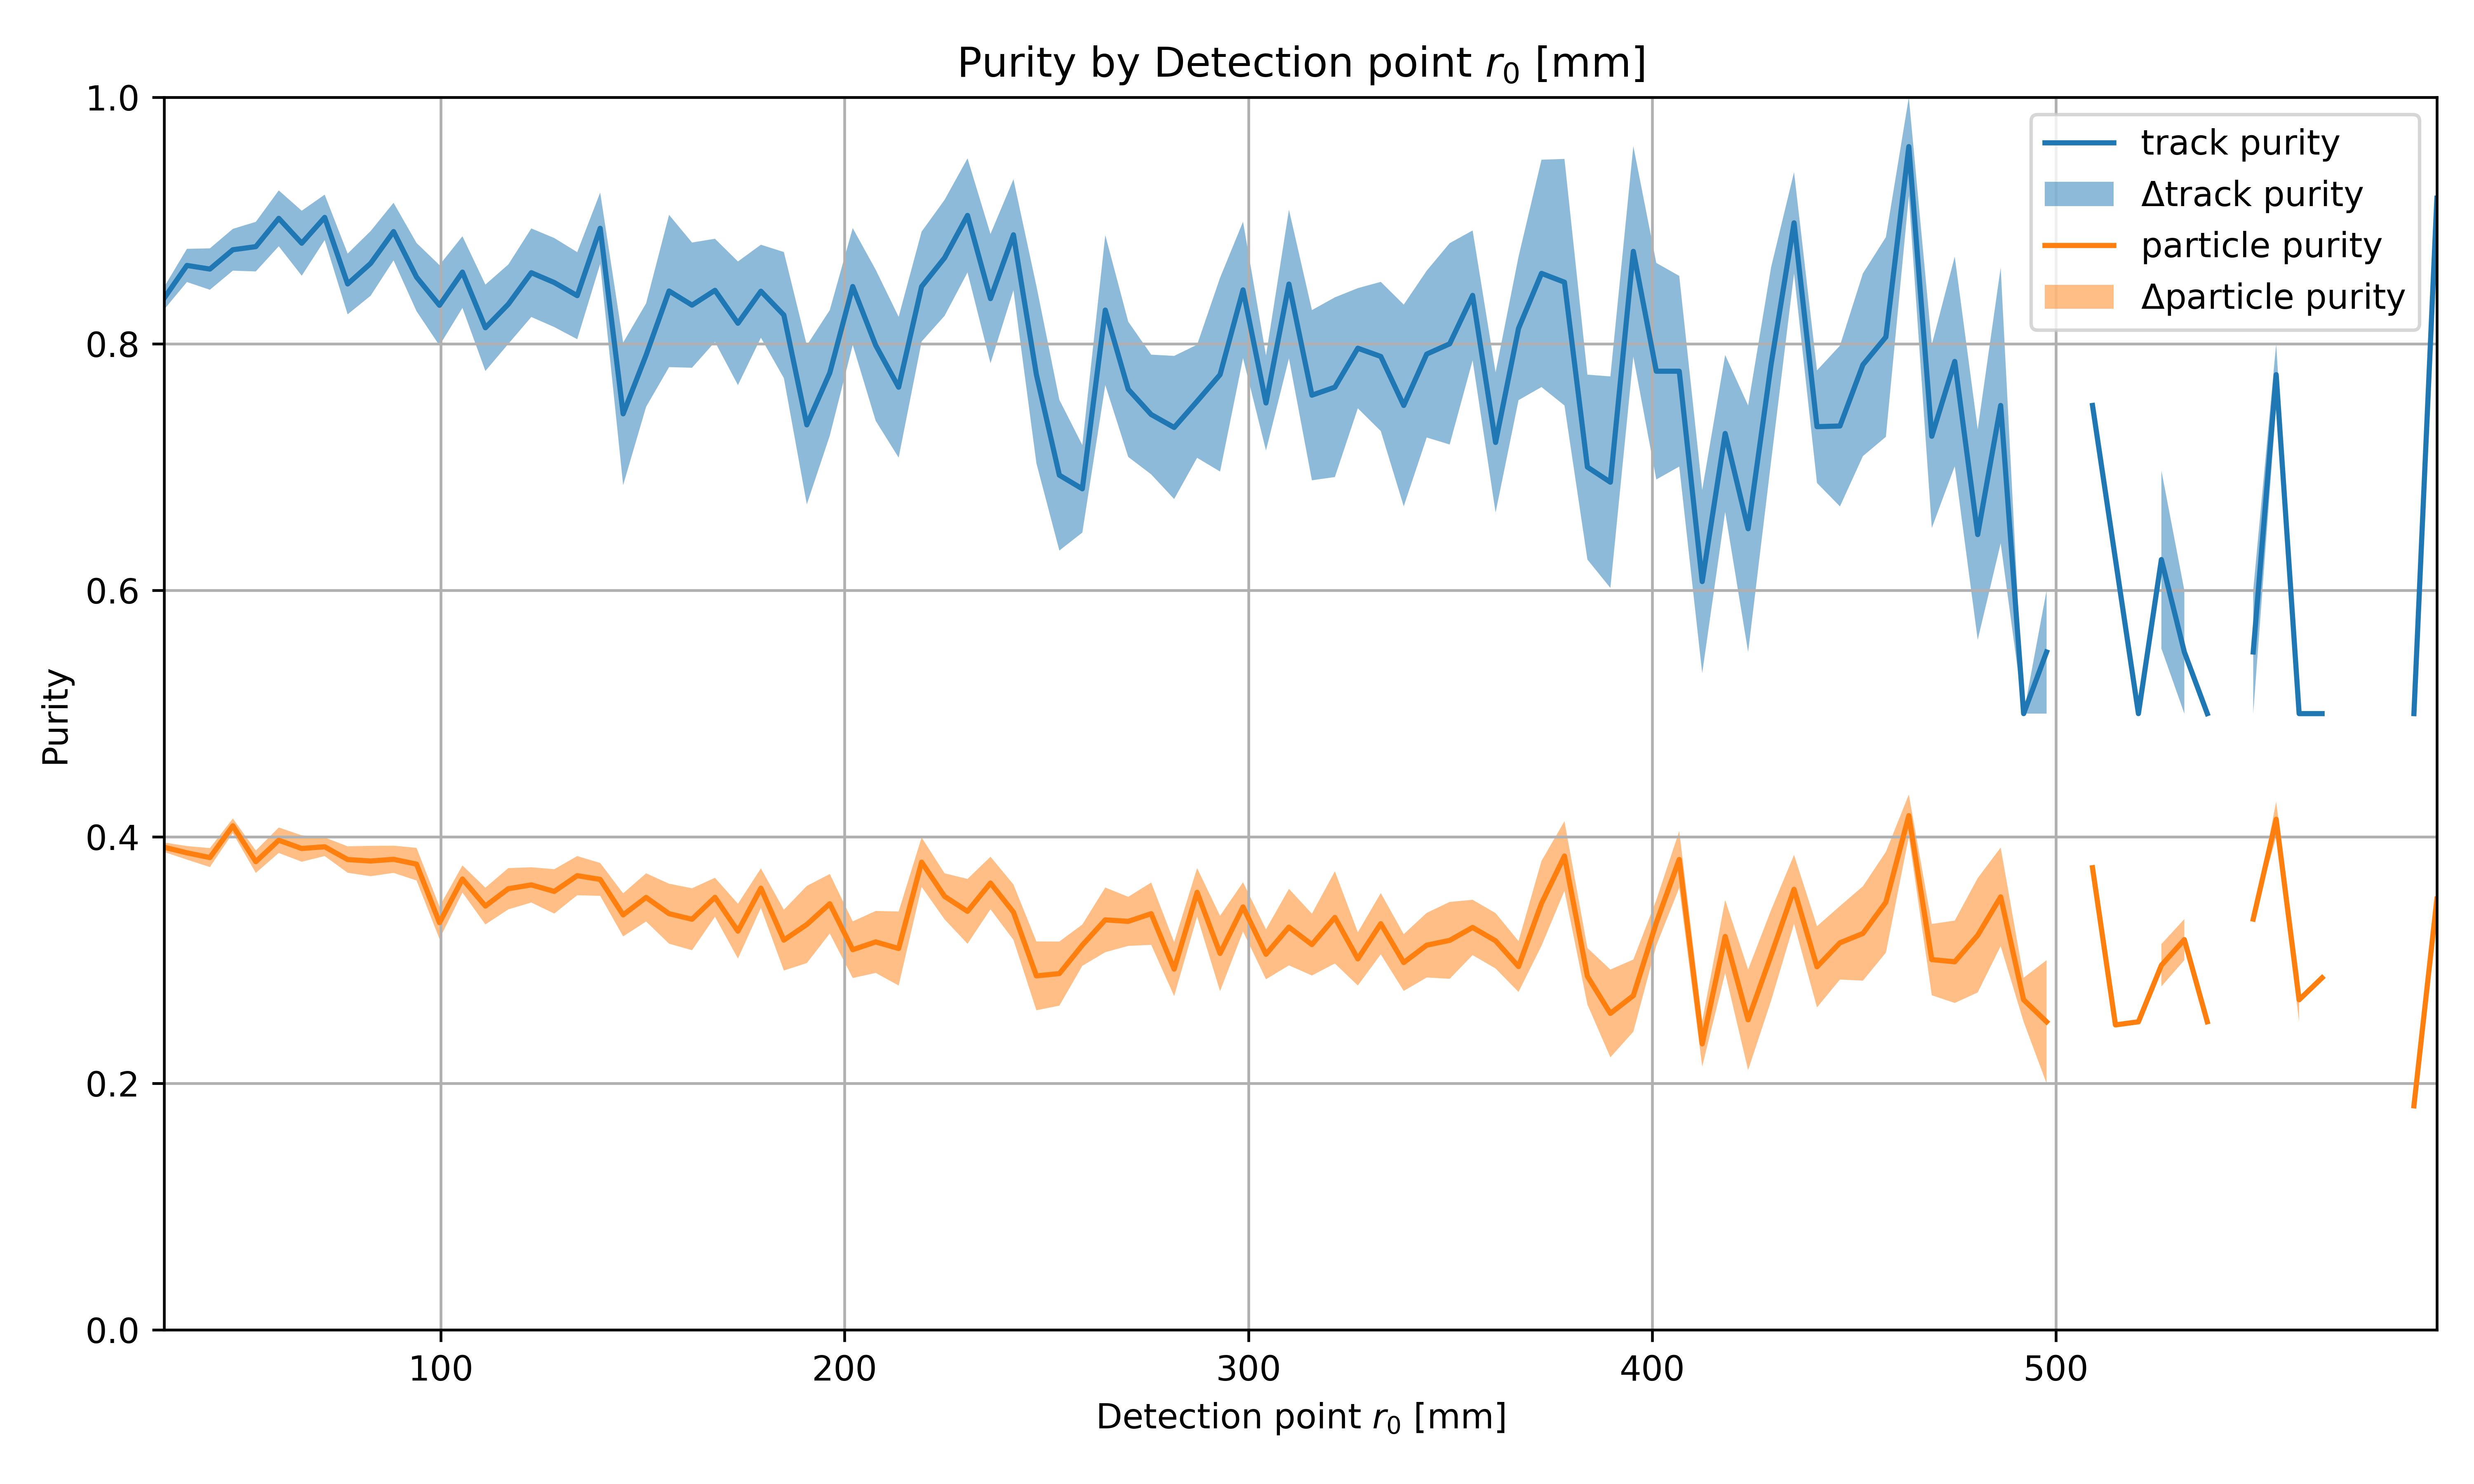 Purity by Detection point r₀ [mm]
1.0
0.8
0.6
0.4
0.2
0.0
Purity
track purity
Δtrack purity
particle purity
Δparticle purity
100 200 300 400 500
Detection point r₀ [mm]